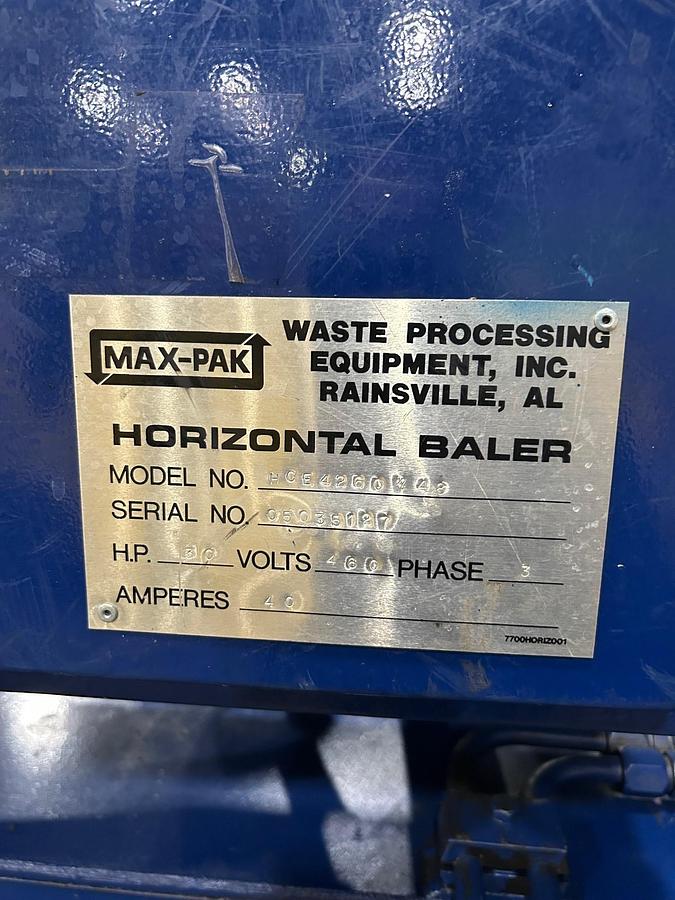 MAX-PAK
WASTE PROCESSING
EQUIPMENT, INC.
RAINSVILLE, AL
HORIZONTAL BALER
MODEL NO.
SERIAL NO.
H.P. 30 VOLTS 460 PHASE 3
AMPERES 40
7700HORIZ001